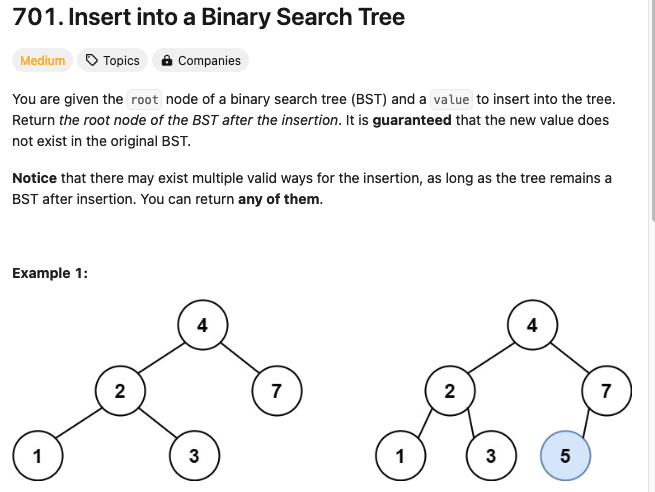 701. Insert into a Binary Search Tree
Medium Topics Companies
You are given the root node of a binary search tree (BST) and a value to insert into the tree.
Return the root node of the BST after the insertion. It is guaranteed that the new value does
not exist in the original BST.
Notice that there may exist multiple valid ways for the insertion, as long as the tree remains a
BST after insertion. You can return any of them.
Example 1:
4 4
2 7 2 7
1 3 1 3 5